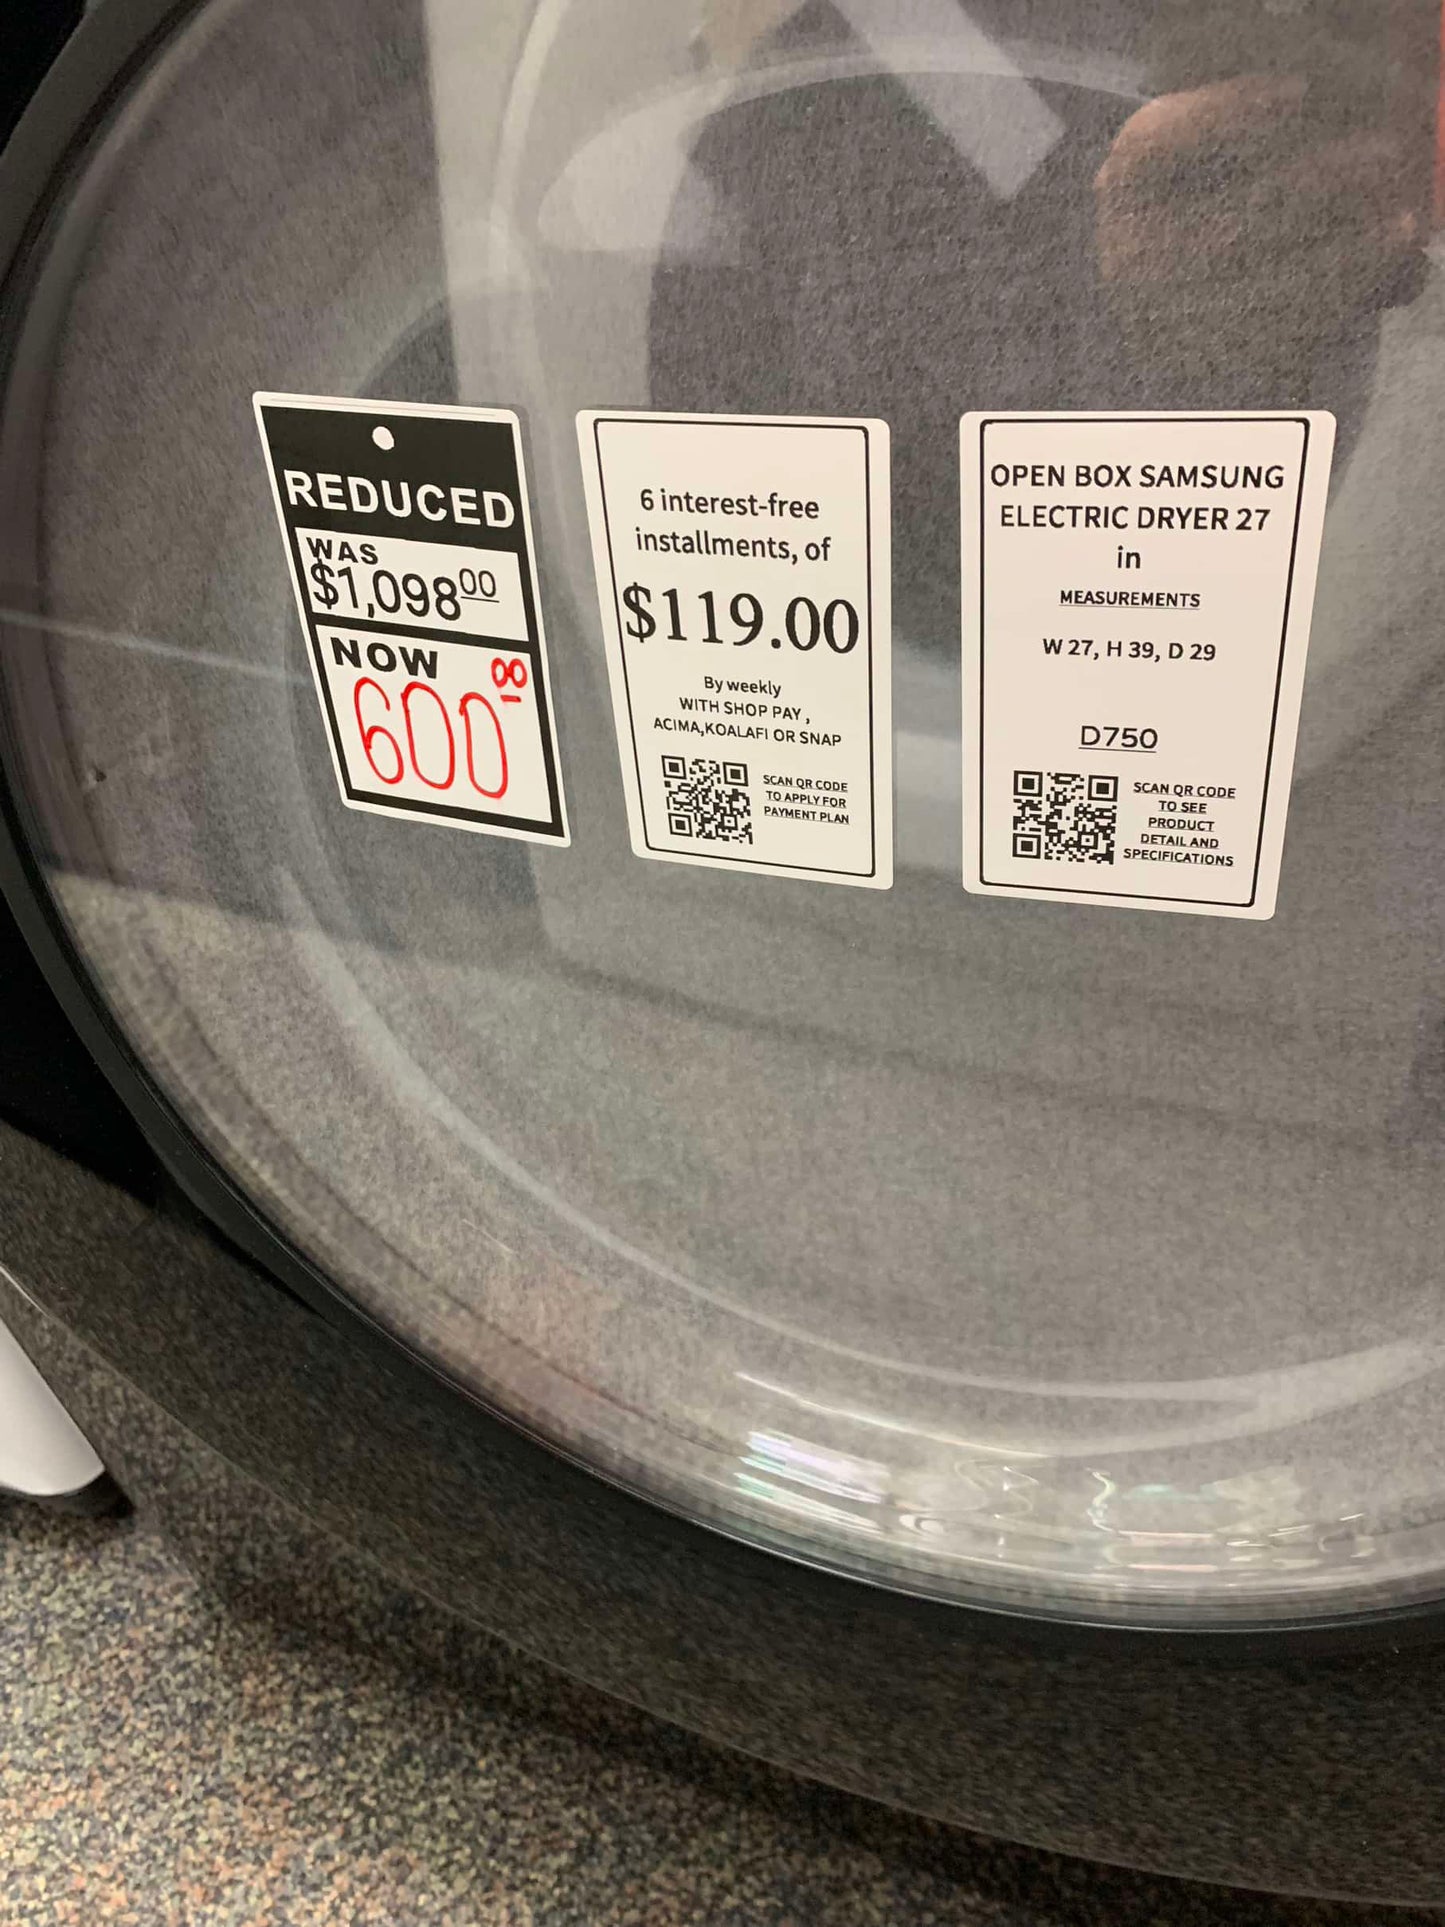 REDUCED
WAS
$1,098 00
NOW
600 00
6 interest-free
installments, of
$119.00
By weekly
WITH SHOP PAY ,
ACIMA,KOALAFI OR SNAP
SCAN QR CODE
TO APPLY FOR
PAYMENT PLAN
OPEN BOX SAMSUNG
ELECTRIC DRYER 27
in
MEASUREMENTS
W 27, H 39, D 29
D750
SCAN QR CODE
TO SEE
PRODUCT
DETAIL AND
SPECIFICATIONS